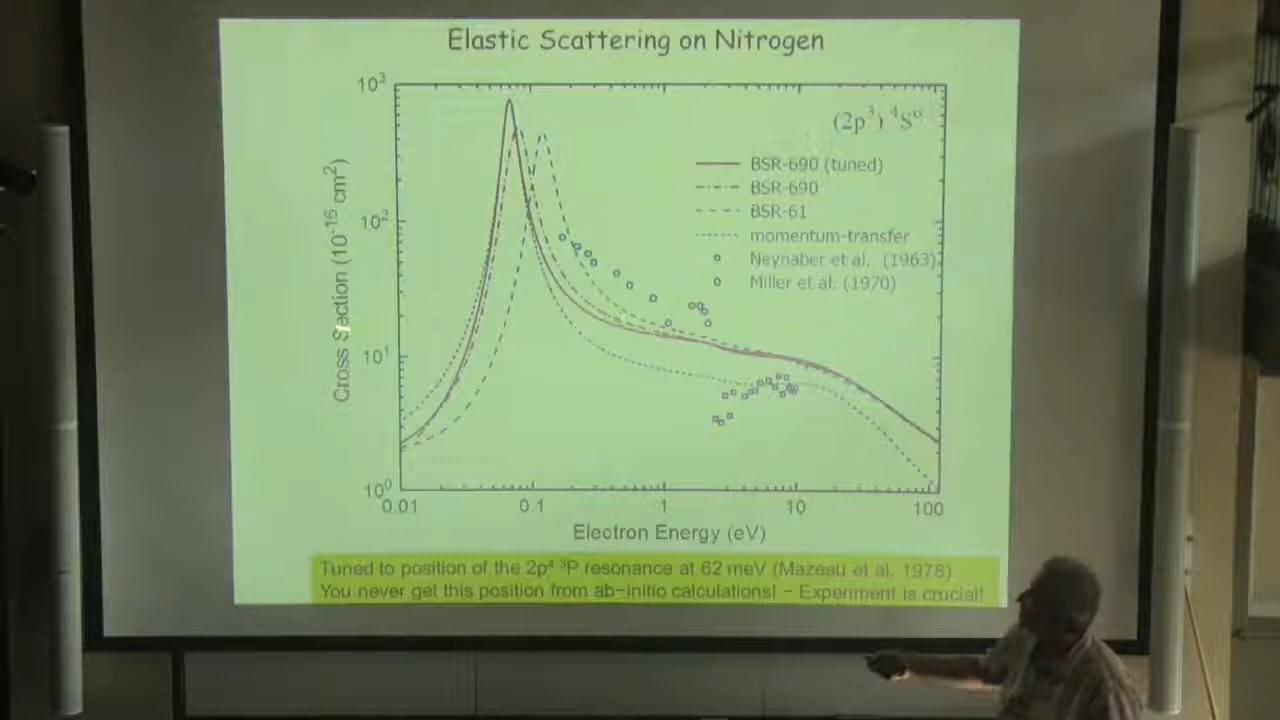 Elastic Scattering on Nitrogen
10³
(2p³) ⁴Sᵒ
BSR-690 (tuned)
BSR-690
BSR-61
momentum-transfer
Neynaber et al. (1963)
Miller et al. (1970)
10²
10¹
10⁰
Cross Section (10⁻¹⁶ cm²)
0.01 0.1 1 10 100
Electron Energy (eV)
Tuned to position of the 2p⁴ ³P resonance at 62 meV (Mazeau et al. 1978)
You never get this position from ab-initio calculations! - Experiment is crucial!